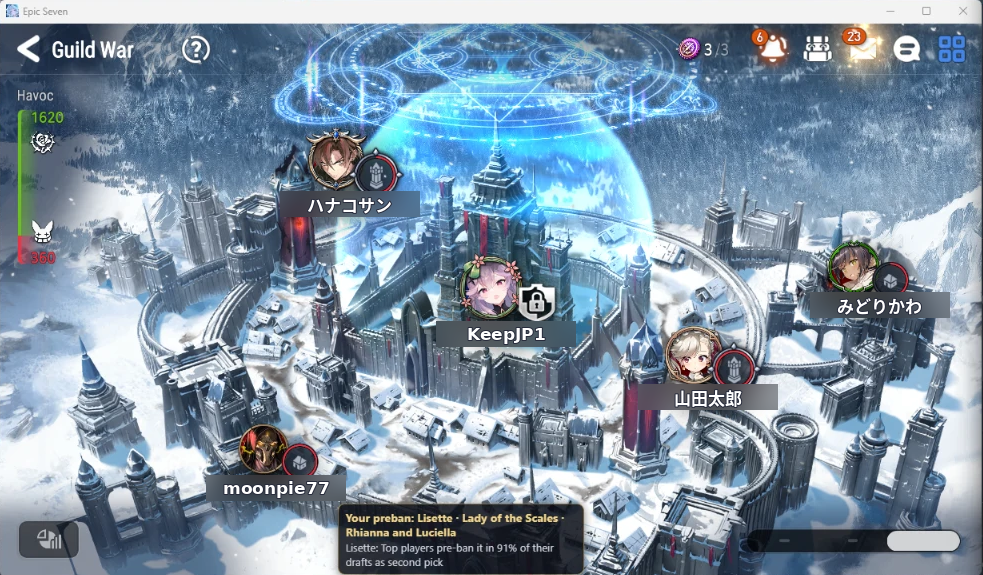 Epic Seven
Guild War
?
3/3
6
23
Havoc
1620
360
ハナコサン
みどりかわ
KeepJP1
山田太郎
moonpie77
Your preban: Lisette · Lady of the Scales ·
Rhianna and Luciella
Lisette: Top players pre-ban it in 91% of their
drafts as second pick